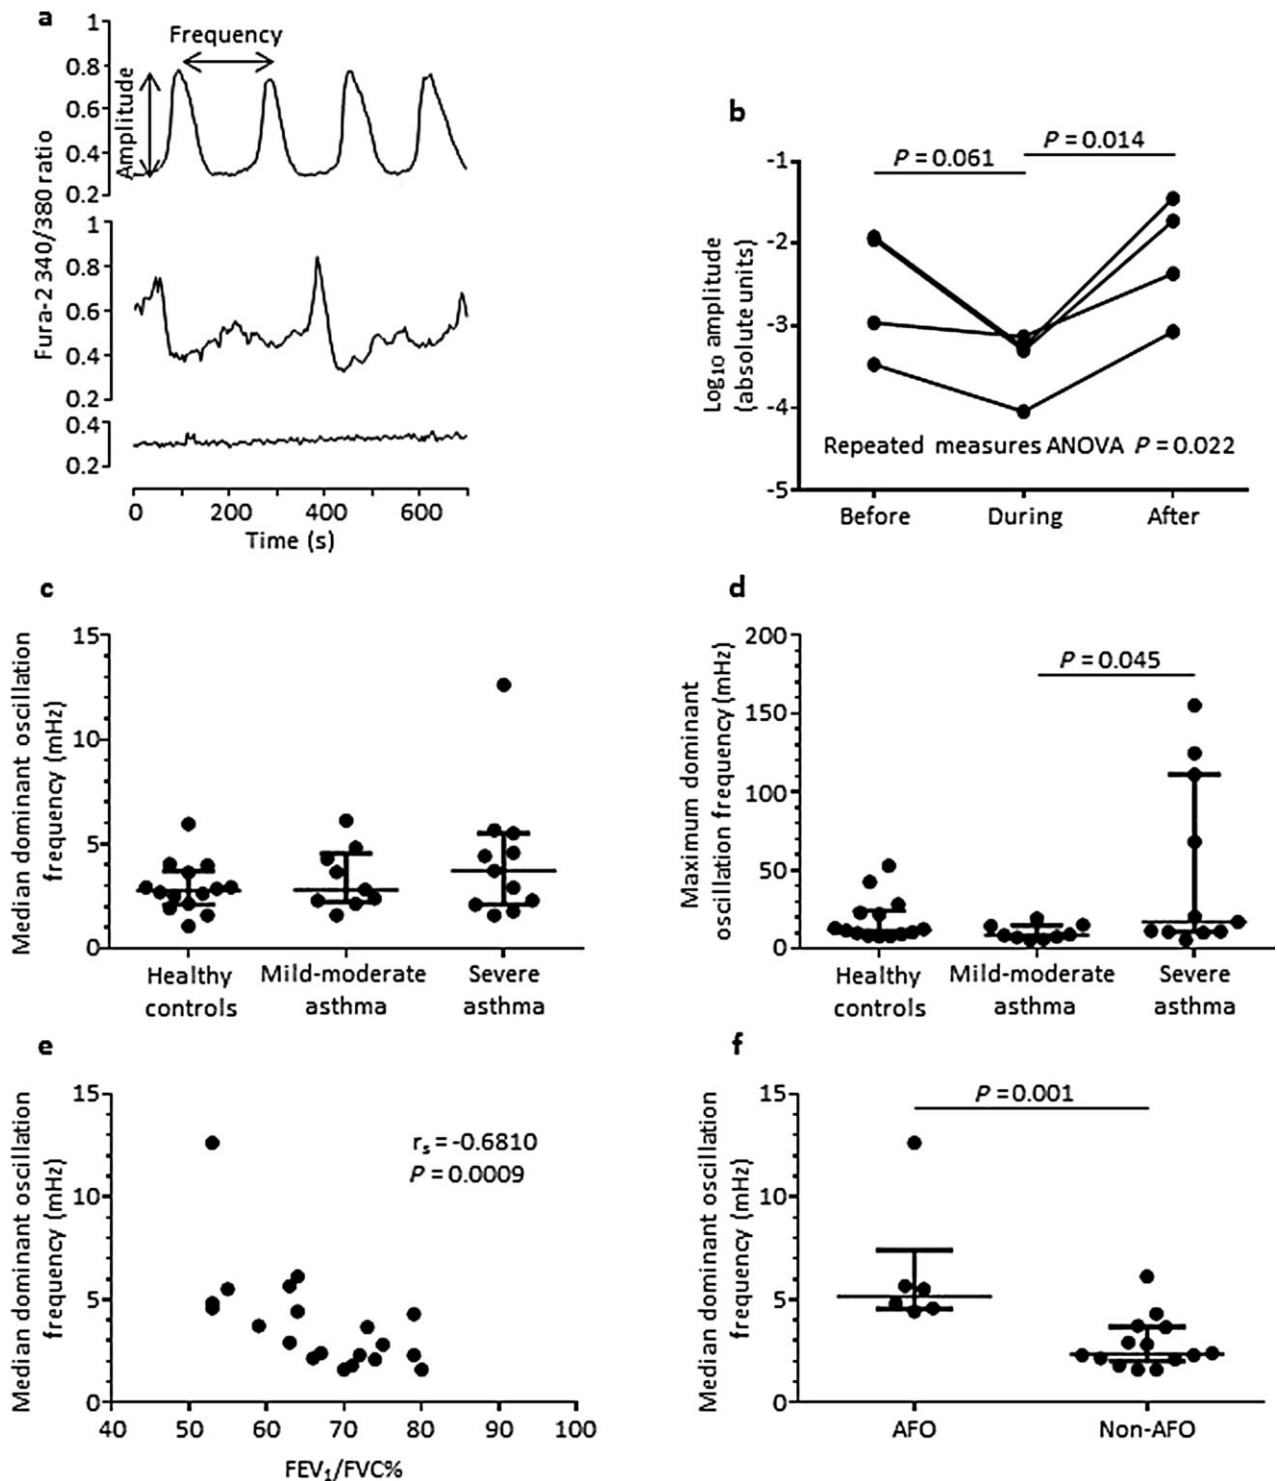 a
1
0.8
0.6
0.4
0.2
Frequency
Amplitude
Fura-2 340/380 ratio
1
0.8
0.6
0.4
0.2
0.4
0.2
0 200 400 600
Time (s)
b
P = 0.061
P = 0.014
-1
-2
-3
-4
-5
Log10 amplitude
(absolute units)
Repeated measures ANOVA P = 0.022
Before During After
c
15
10
5
0
Median dominant oscillation
frequency (mHz)
Healthy
controls
Mild-moderate
asthma
Severe
asthma
d
P = 0.045
200
150
100
50
0
Maximum dominant
oscillation frequency (mHz)
Healthy
controls
Mild-moderate
asthma
Severe
asthma
e
15
10
5
0
Median dominant oscillation
frequency (mHz)
rs = -0.6810
P = 0.0009
40 50 60 70 80 90 100
FEV1/FVC%
f
P = 0.001
15
10
5
0
Median dominant oscillation
frequency (mHz)
AFO Non-AFO